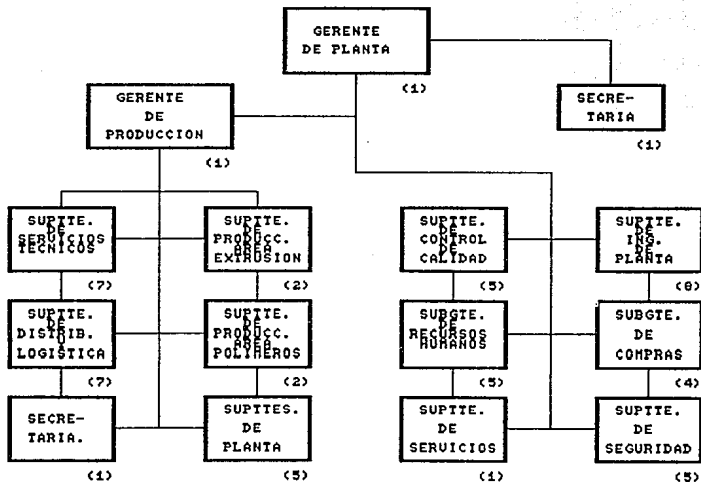 GERENTE
DE PLANTA
(1)
SECRE-
TARIA
(1)
GERENTE
DE
PRODUCCION
(1)
SUPTTE.
DE
SERVICIOS
TECNICOS
(7)
SUPTTE.
DE
PRODUCC.
AREA
EXTRUSION
(2)
SUPTTE.
DE
CONTROL
DE
CALIDAD
(5)
SUPTTE.
DE
ING.
DE
PLANTA
(8)
SUPTTE.
DE
DISTRIB.
Y
LOGISTICA
(7)
SUPTTE.
DE
PRODUCC.
AREA
POLIMEROS
(2)
SUBGTE.
DE
RECURSOS
HUMANOS
(5)
SUBGTE.
DE
COMPRAS
(4)
SECRE-
TARIA.
(1)
SUPTTES.
DE
PLANTA
(5)
SUPTTE.
DE
SERVICIOS
(1)
SUPTTE.
DE
SEGURIDAD
(5)